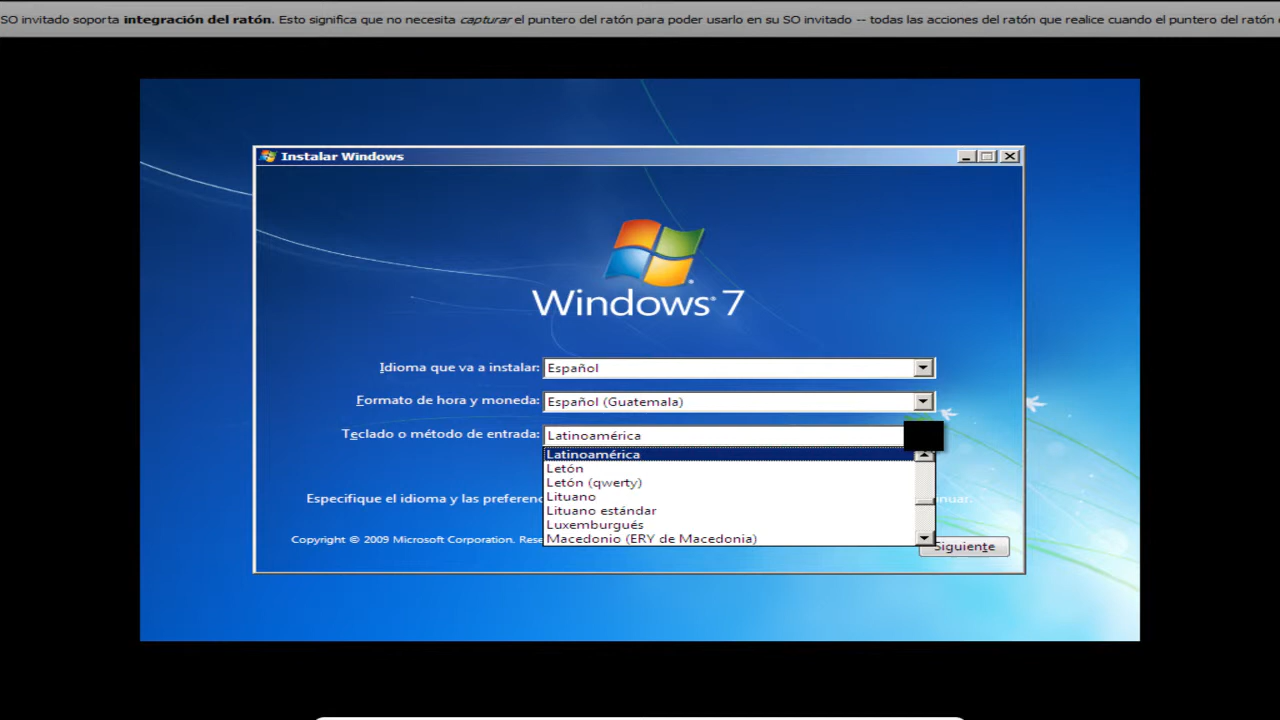 SO invitado soporta integración del ratón. Esto significa que no necesita capturar el puntero del ratón para poder usarlo en su SO invitado -- todas las acciones del ratón que realice cuando el puntero del ratón
Instalar Windows
Windows 7
Idioma que va a instalar: Español
Formato de hora y moneda: Español (Guatemala)
Teclado o método de entrada: Latinoamérica
Latinoamérica
Letón
Letón (qwerty)
Lituano
Lituano estándar
Luxemburgués
Macedonio (ERY de Macedonia)
Especifique el idioma y las
Copyright © 2009 Microsoft Corporation.
Siguiente